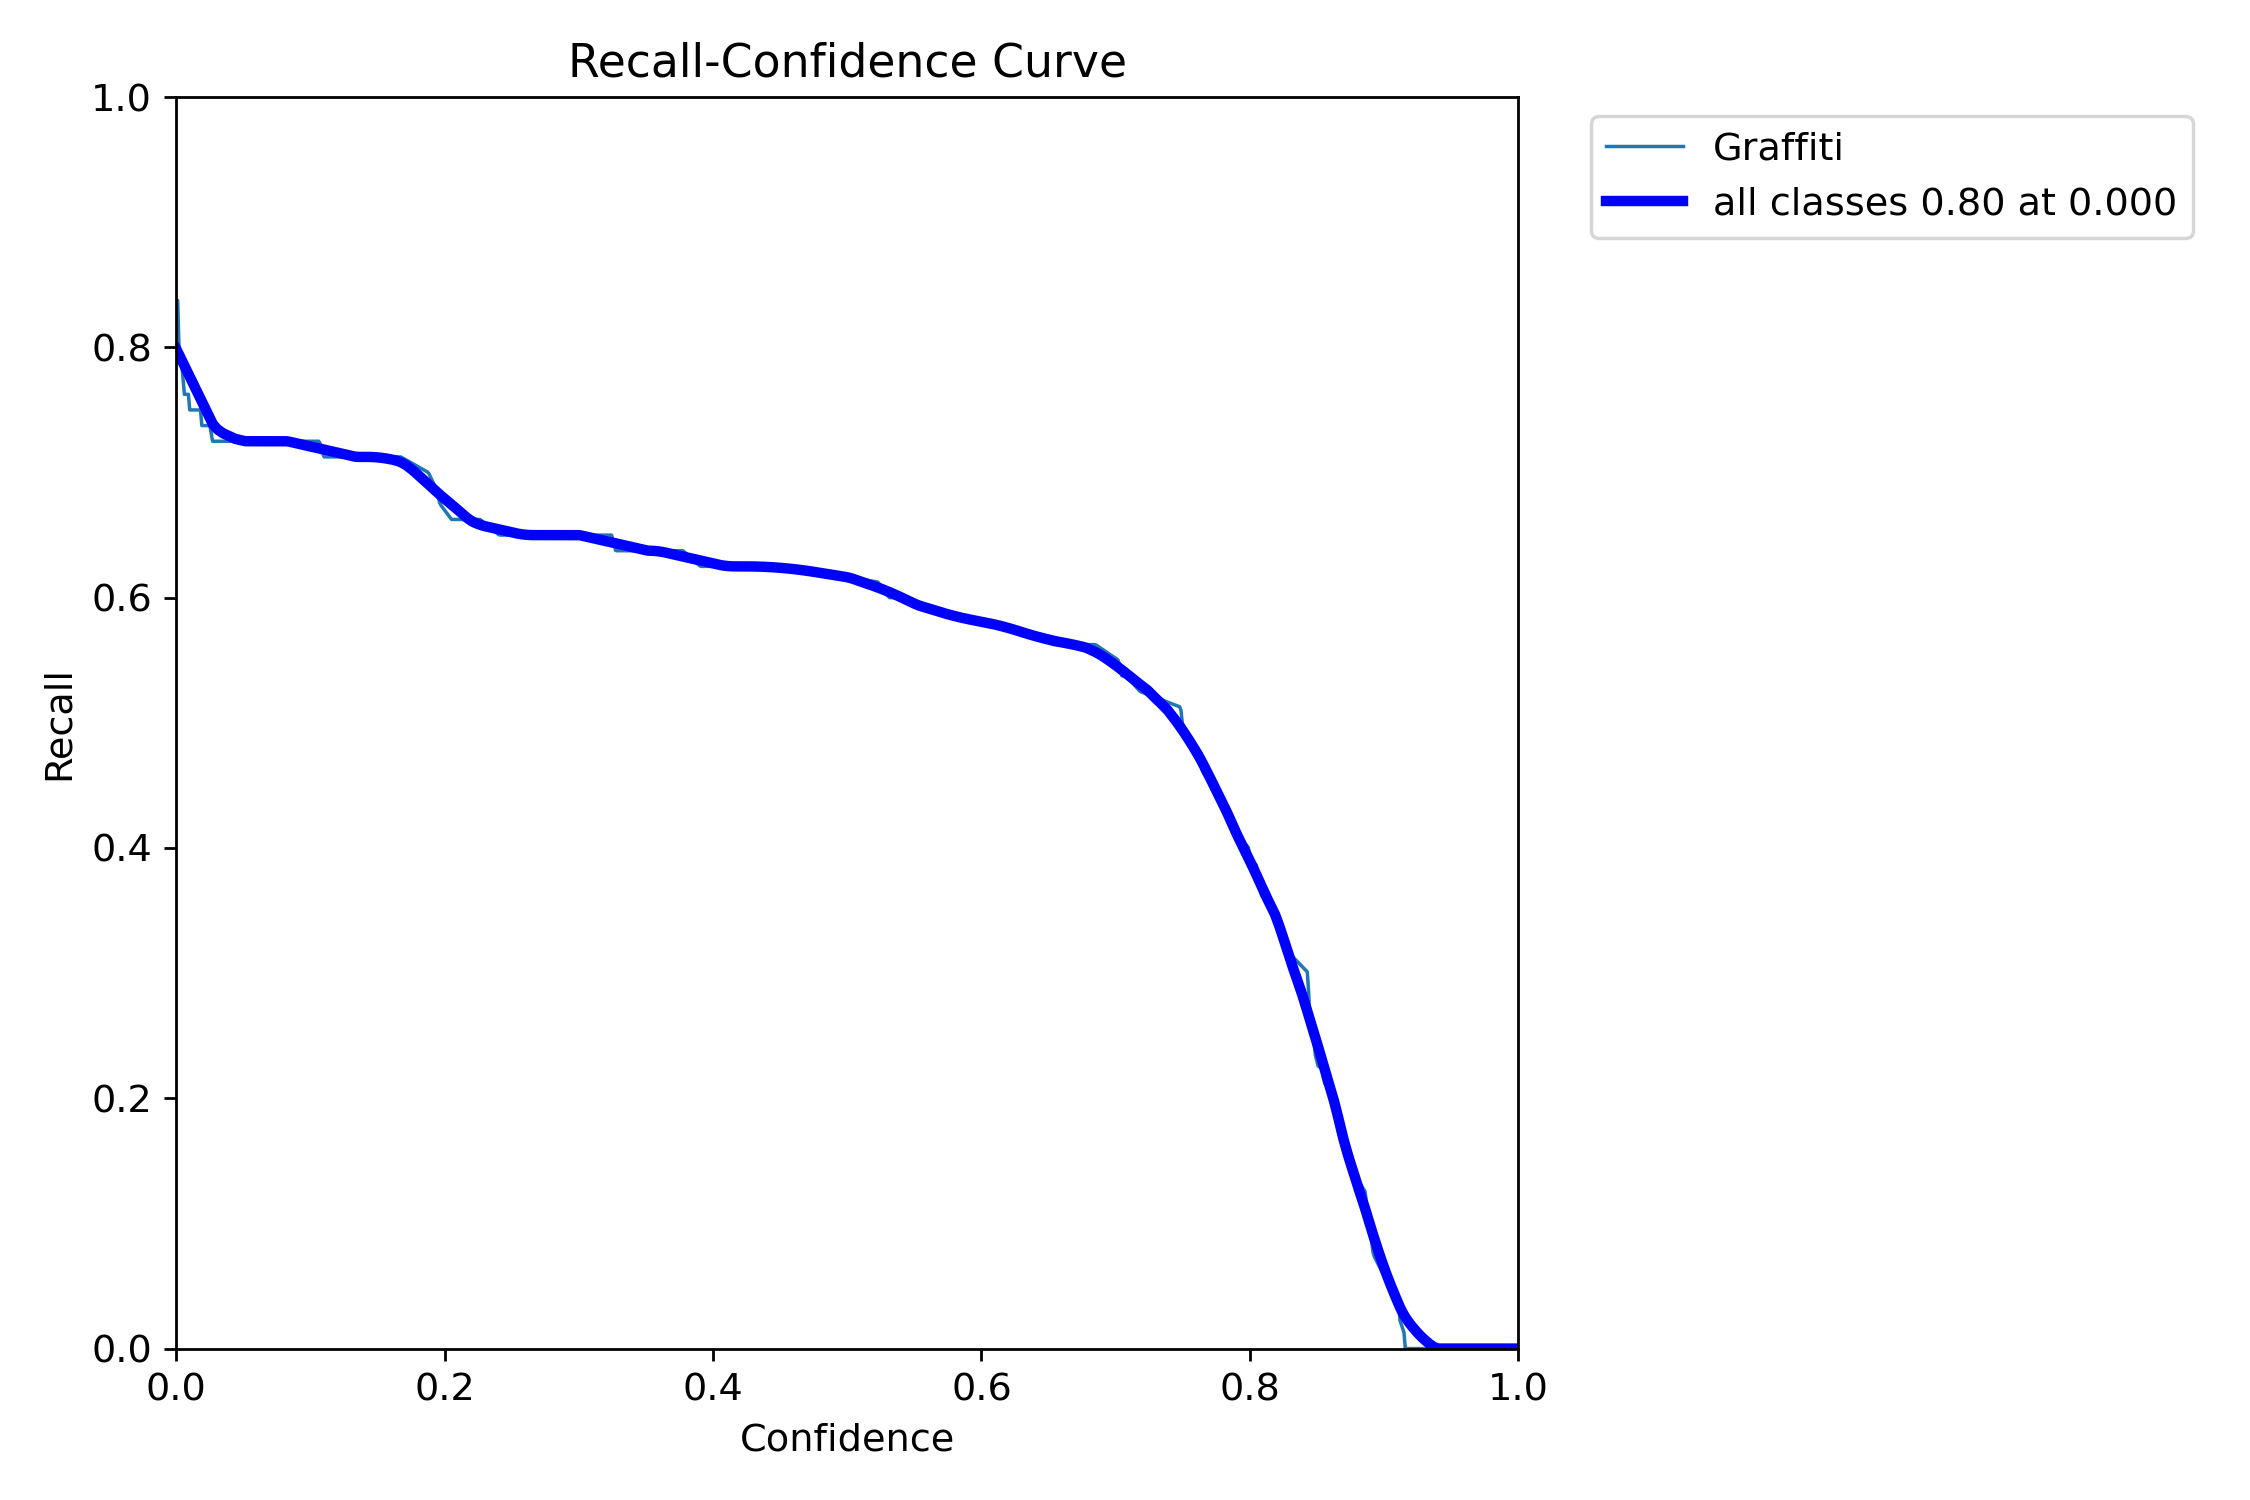 Recall-Confidence Curve
1.0
0.8
0.6
0.4
0.2
0.0
Recall
0.0 0.2 0.4 0.6 0.8 1.0
Confidence
Graffiti
all classes 0.80 at 0.000